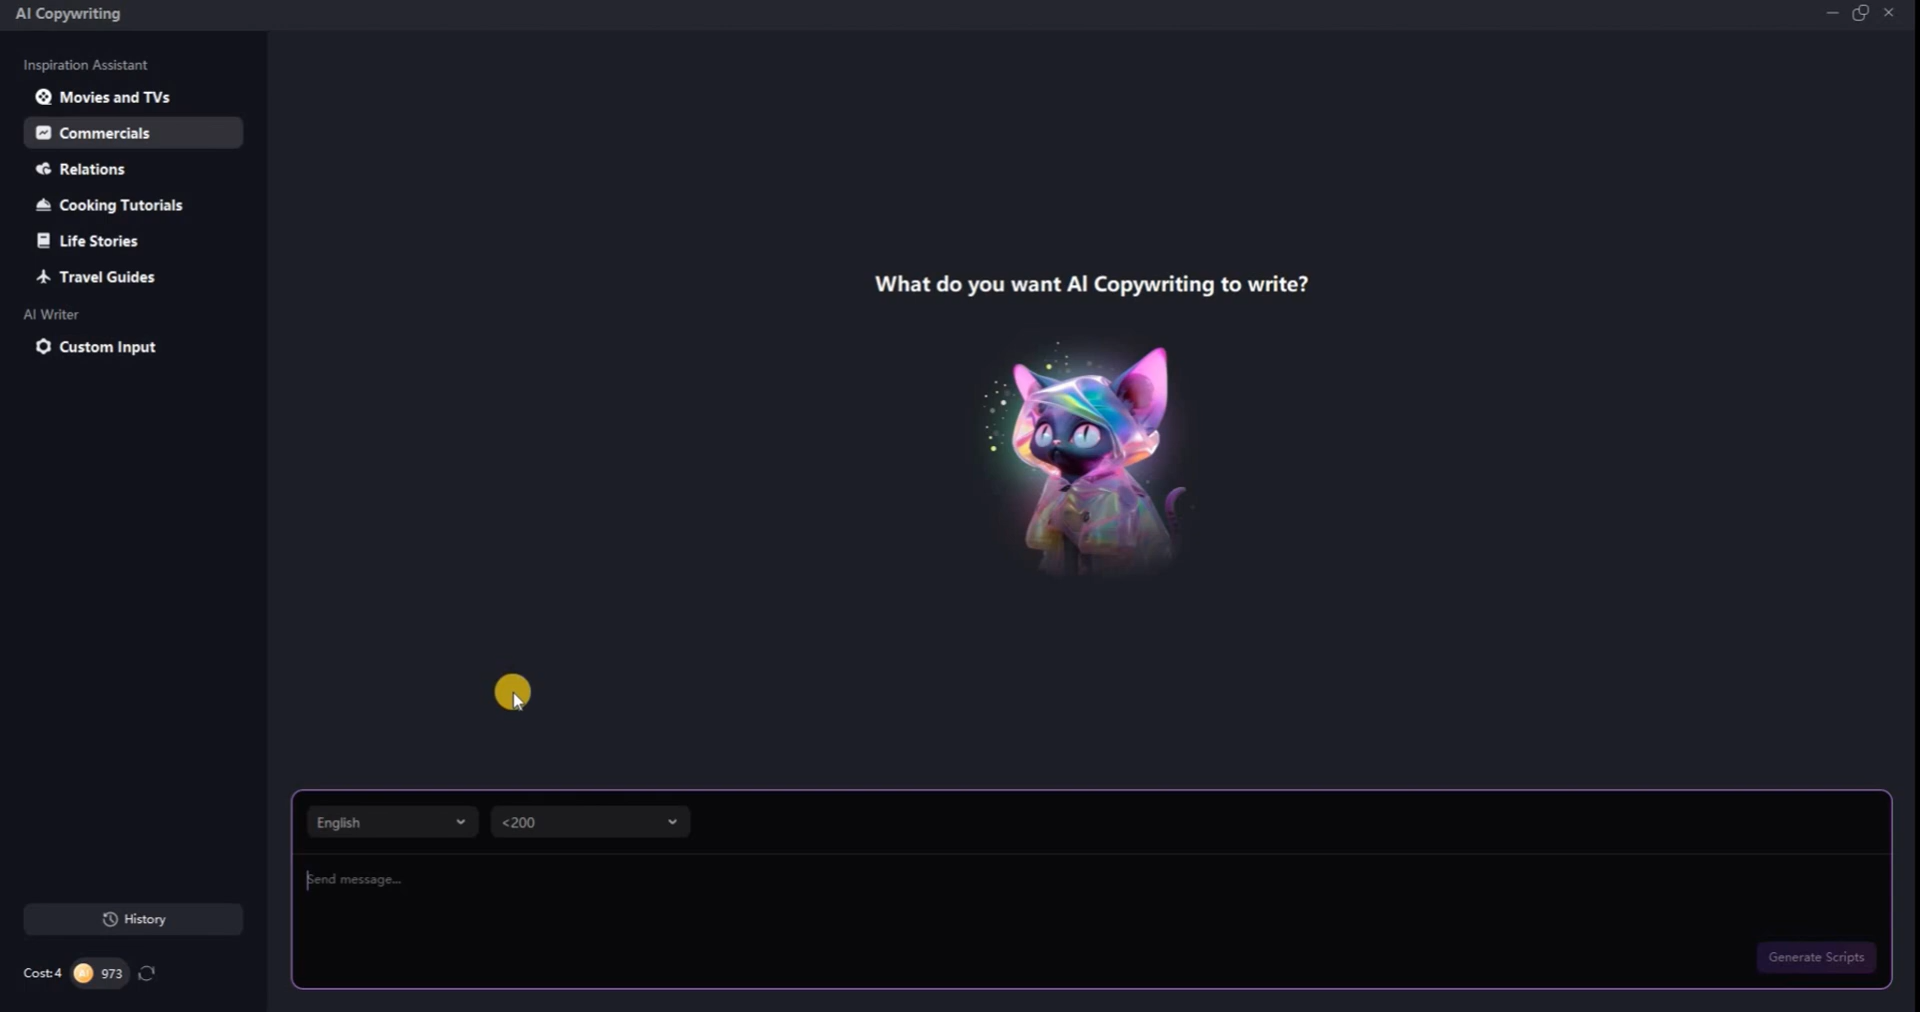 AI Copywriting
Inspiration Assistant
Movies and TVs
Commercials
Relations
Cooking Tutorials
Life Stories
Travel Guides
AI Writer
Custom Input
What do you want AI Copywriting to write?
English
<200
Send message...
Generate Scripts
History
Cost:4 AI 973